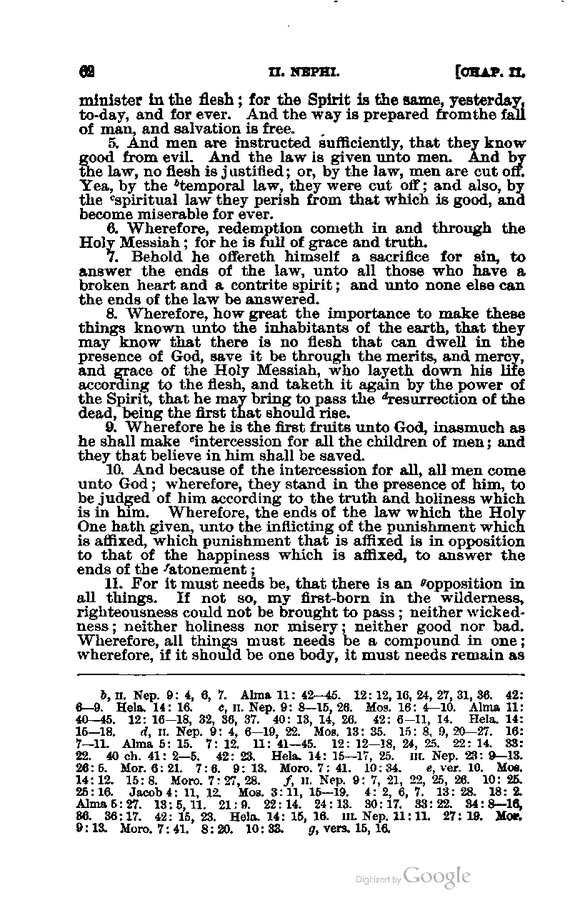 62 II. NEPHI. [CHAP. II.
minister in the flesh; for the Spirit is the same, yesterday,
to-day, and for ever. And the way is prepared fromthe fall
of man, and salvation is free.
5. And men are instructed sufficiently, that they know
good from evil. And the law is given unto men. And by
the law, no flesh is justified; or, by the law, men are cut off.
Yea, by the ᵇtemporal law, they were cut off; and also, by
the ᶜspiritual law they perish from that which is good, and
become miserable for ever.
6. Wherefore, redemption cometh in and through the
Holy Messiah; for he is full of grace and truth.
7. Behold he offereth himself a sacrifice for sin, to
answer the ends of the law, unto all those who have a
broken heart and a contrite spirit; and unto none else can
the ends of the law be answered.
8. Wherefore, how great the importance to make these
things known unto the inhabitants of the earth, that they
may know that there is no flesh that can dwell in the
presence of God, save it be through the merits, and mercy,
and grace of the Holy Messiah, who layeth down his life
according to the flesh, and taketh it again by the power of
the Spirit, that he may bring to pass the ᵈresurrection of the
dead, being the first that should rise.
9. Wherefore he is the first fruits unto God, inasmuch as
he shall make ᵉintercession for all the children of men; and
they that believe in him shall be saved.
10. And because of the intercession for all, all men come
unto God; wherefore, they stand in the presence of him, to
be judged of him according to the truth and holiness which
is in him. Wherefore, the ends of the law which the Holy
One hath given, unto the inflicting of the punishment which
is affixed, which punishment that is affixed is in opposition
to that of the happiness which is affixed, to answer the
ends of the ᶠatonement;
11. For it must needs be, that there is an ᵍopposition in
all things. If not so, my first-born in the wilderness,
righteousness could not be brought to pass; neither wicked-
ness; neither holiness nor misery; neither good nor bad.
Wherefore, all things must needs be a compound in one;
wherefore, if it should be one body, it must needs remain as
b, II. Nep. 9: 4, 6, 7. Alma 11: 42—45. 12: 12, 16, 24, 27, 31, 36. 42:
6—9. Hela. 14: 16. c, II. Nep. 9: 8—15, 26. Mos. 16: 4—10. Alma 11:
40—45. 12: 16—18, 32, 36, 37. 40: 13, 14, 26. 42: 6—11, 14. Hela. 14:
15—18. d, II. Nep. 9: 4, 6—19, 22. Mos. 13: 35. 15: 8, 9, 20—27. 16:
7—11. Alma 5: 15. 7: 12. 11: 41—45. 12: 12—18, 24, 25. 22: 14. 33:
22. 40 ch. 41: 2—5. 42: 23. Hela. 14: 15—17, 25. III. Nep. 23: 9—13.
26: 5. Mor. 6: 21. 7: 6. 9: 13. Moro. 7: 41. 10: 34. e, ver. 10. Mos.
14: 12. 15: 8. Moro. 7: 27, 28. f, II. Nep. 9: 7, 21, 22, 25, 26. 10: 25.
25: 16. Jacob 4: 11, 12. Mos. 3: 11, 15—19. 4: 2, 6, 7. 13: 28. 18: 2.
Alma 5: 27. 13: 5, 11. 21: 9. 22: 14. 24: 13. 30: 17. 33: 22. 34: 8—16,
36. 36: 17. 42: 15, 23. Hela. 14: 15, 16. III. Nep. 11: 11. 27: 19. Mor.
9: 13. Moro. 7: 41. 8: 20. 10: 33. g, vers. 15, 16.
Digitized by Google